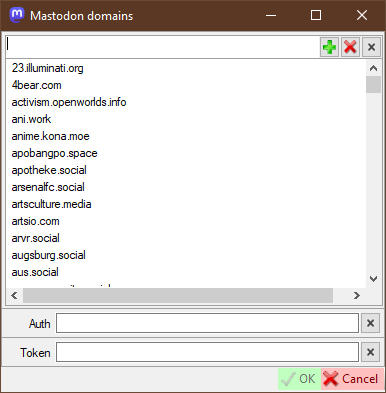 Mastodon domains
23.illuminati.org
4bear.com
activism.openworlds.info
ani.work
anime.kona.moe
apobangpo.space
apotheke.social
arsenalfc.social
artsculture.media
artsio.com
arvr.social
augsburg.social
aus.social
Auth
Token
OK Cancel